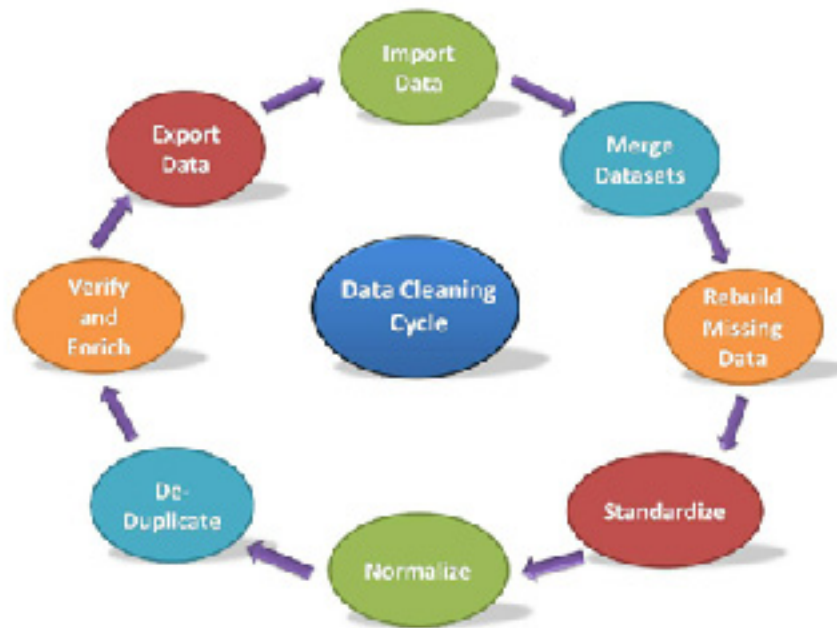 Import
Data
Merge
Datasets
Rebuild
Missing
Data
Standardize
Normalize
De-
Duplicate
Verify
and
Enrich
Export
Data
Data Cleaning
Cycle